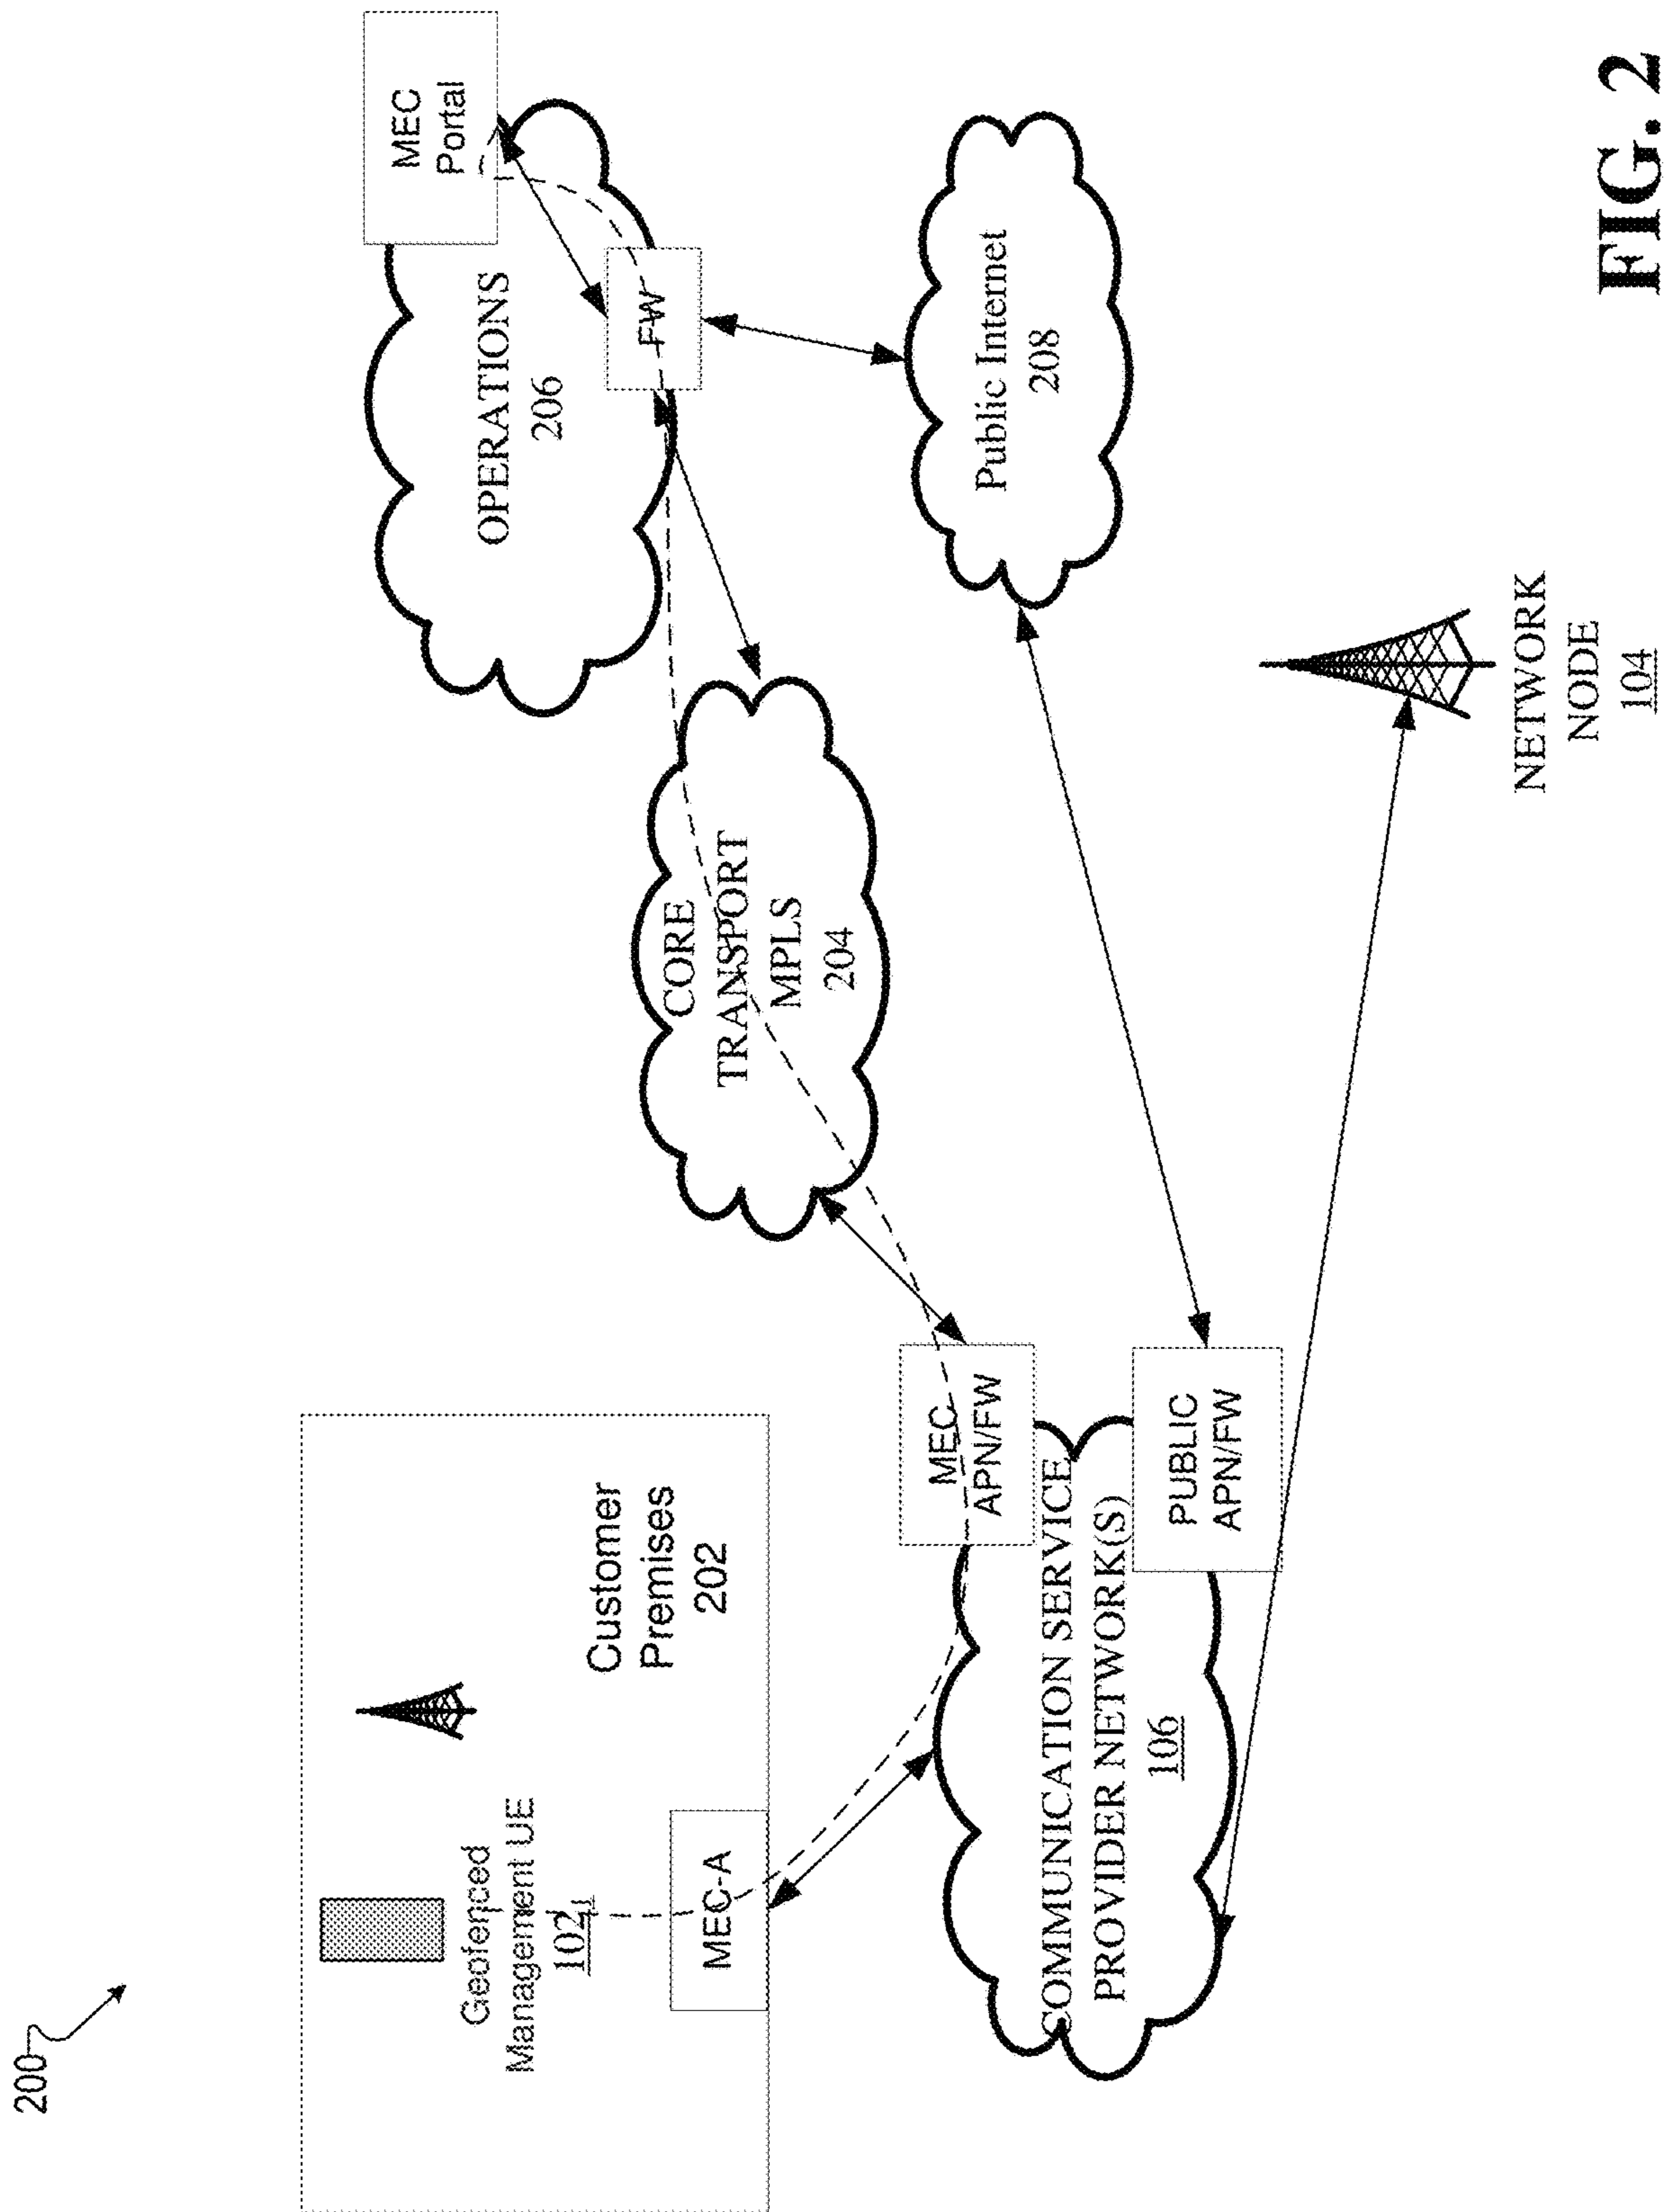 200
Geofenced
Management UE
102₁
Customer
Premises
202
MEC-A
COMMUNICATION SERVICE
PROVIDER NETWORK(S)
106
MEC
APN/FW
PUBLIC
APN/FW
CORE
TRANSPORT
MPLS
204
OPERATIONS
206
FW
MEC
Portal
Public Internet
208
NETWORK
NODE
104
FIG. 2